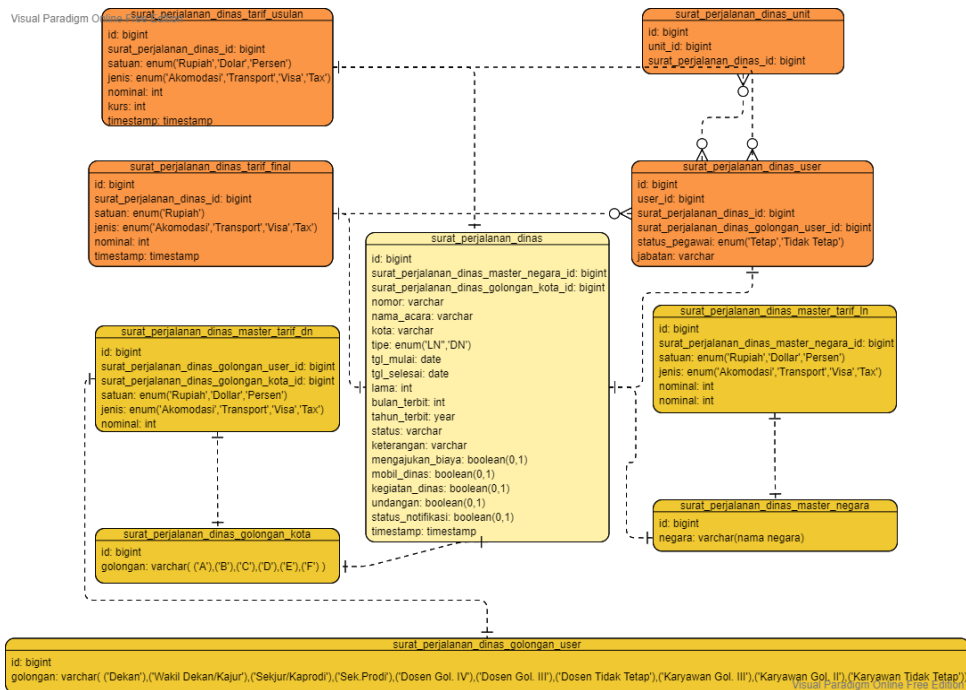 Visual Paradigm Online Free Edition
surat_perjalanan_dinas_tarif_usulan
id: bigint
surat_perjalanan_dinas_id: bigint
satuan: enum('Rupiah','Dolar','Persen')
jenis: enum('Akomodasi','Transport','Visa','Tax')
nominal: int
kurs: int
timestamp: timestamp
surat_perjalanan_dinas_unit
id: bigint
unit_id: bigint
surat_perjalanan_dinas_id: bigint
surat_perjalanan_dinas_tarif_final
id: bigint
surat_perjalanan_dinas_id: bigint
satuan: enum('Rupiah')
jenis: enum('Akomodasi','Transport','Visa','Tax')
nominal: int
timestamp: timestamp
surat_perjalanan_dinas_user
id: bigint
user_id: bigint
surat_perjalanan_dinas_id: bigint
surat_perjalanan_dinas_golongan_user_id: bigint
status_pegawai: enum('Tetap','Tidak Tetap')
jabatan: varchar
surat_perjalanan_dinas
id: bigint
surat_perjalanan_dinas_master_negara_id: bigint
surat_perjalanan_dinas_golongan_kota_id: bigint
nomor: varchar
nama_acara: varchar
kota: varchar
tipe: enum('LN'','DN')
tgl_mulai: date
tgl_selesai: date
lama: int
bulan_terbit: int
tahun_terbit: year
status: varchar
keterangan: varchar
mengajukan_biaya: boolean(0,1)
mobil_dinas: boolean(0,1)
kegiatan_dinas: boolean(0,1)
undangan: boolean(0,1)
status_notifikasi: boolean(0,1)
timestamp: timestamp
surat_perjalanan_dinas_master_tarif_dn
id: bigint
surat_perjalanan_dinas_golongan_user_id: bigint
surat_perjalanan_dinas_golongan_kota_id: bigint
satuan: enum('Rupiah','Dollar','Persen')
jenis: enum('Akomodasi','Transport','Visa','Tax')
nominal: int
surat_perjalanan_dinas_master_tarif_ln
id: bigint
surat_perjalanan_dinas_master_negara_id: bigint
satuan: enum('Rupiah','Dollar','Persen')
jenis: enum('Akomodasi','Transport','Visa','Tax')
nominal: int
nominal: int
surat_perjalanan_dinas_golongan_kota
id: bigint
golongan: varchar( ('A'),('B'),('C'),('D'),('E'),('F') )
surat_perjalanan_dinas_master_negara
id: bigint
negara: varchar(nama negara)
surat_perjalanan_dinas_golongan_user
id: bigint
golongan: varchar( ('Dekan'),('Wakil Dekan/Kajur'),('Sekjur/Kaprodi'),('Sek.Prodi'),('Dosen Gol. IV'),('Dosen Gol. III'),('Dosen Tidak Tetap'),('Karyawan Gol. III'),('Karyawan Gol. II'),('Karyawan Tidak Tetap')
Visual Paradigm Online Free Edition